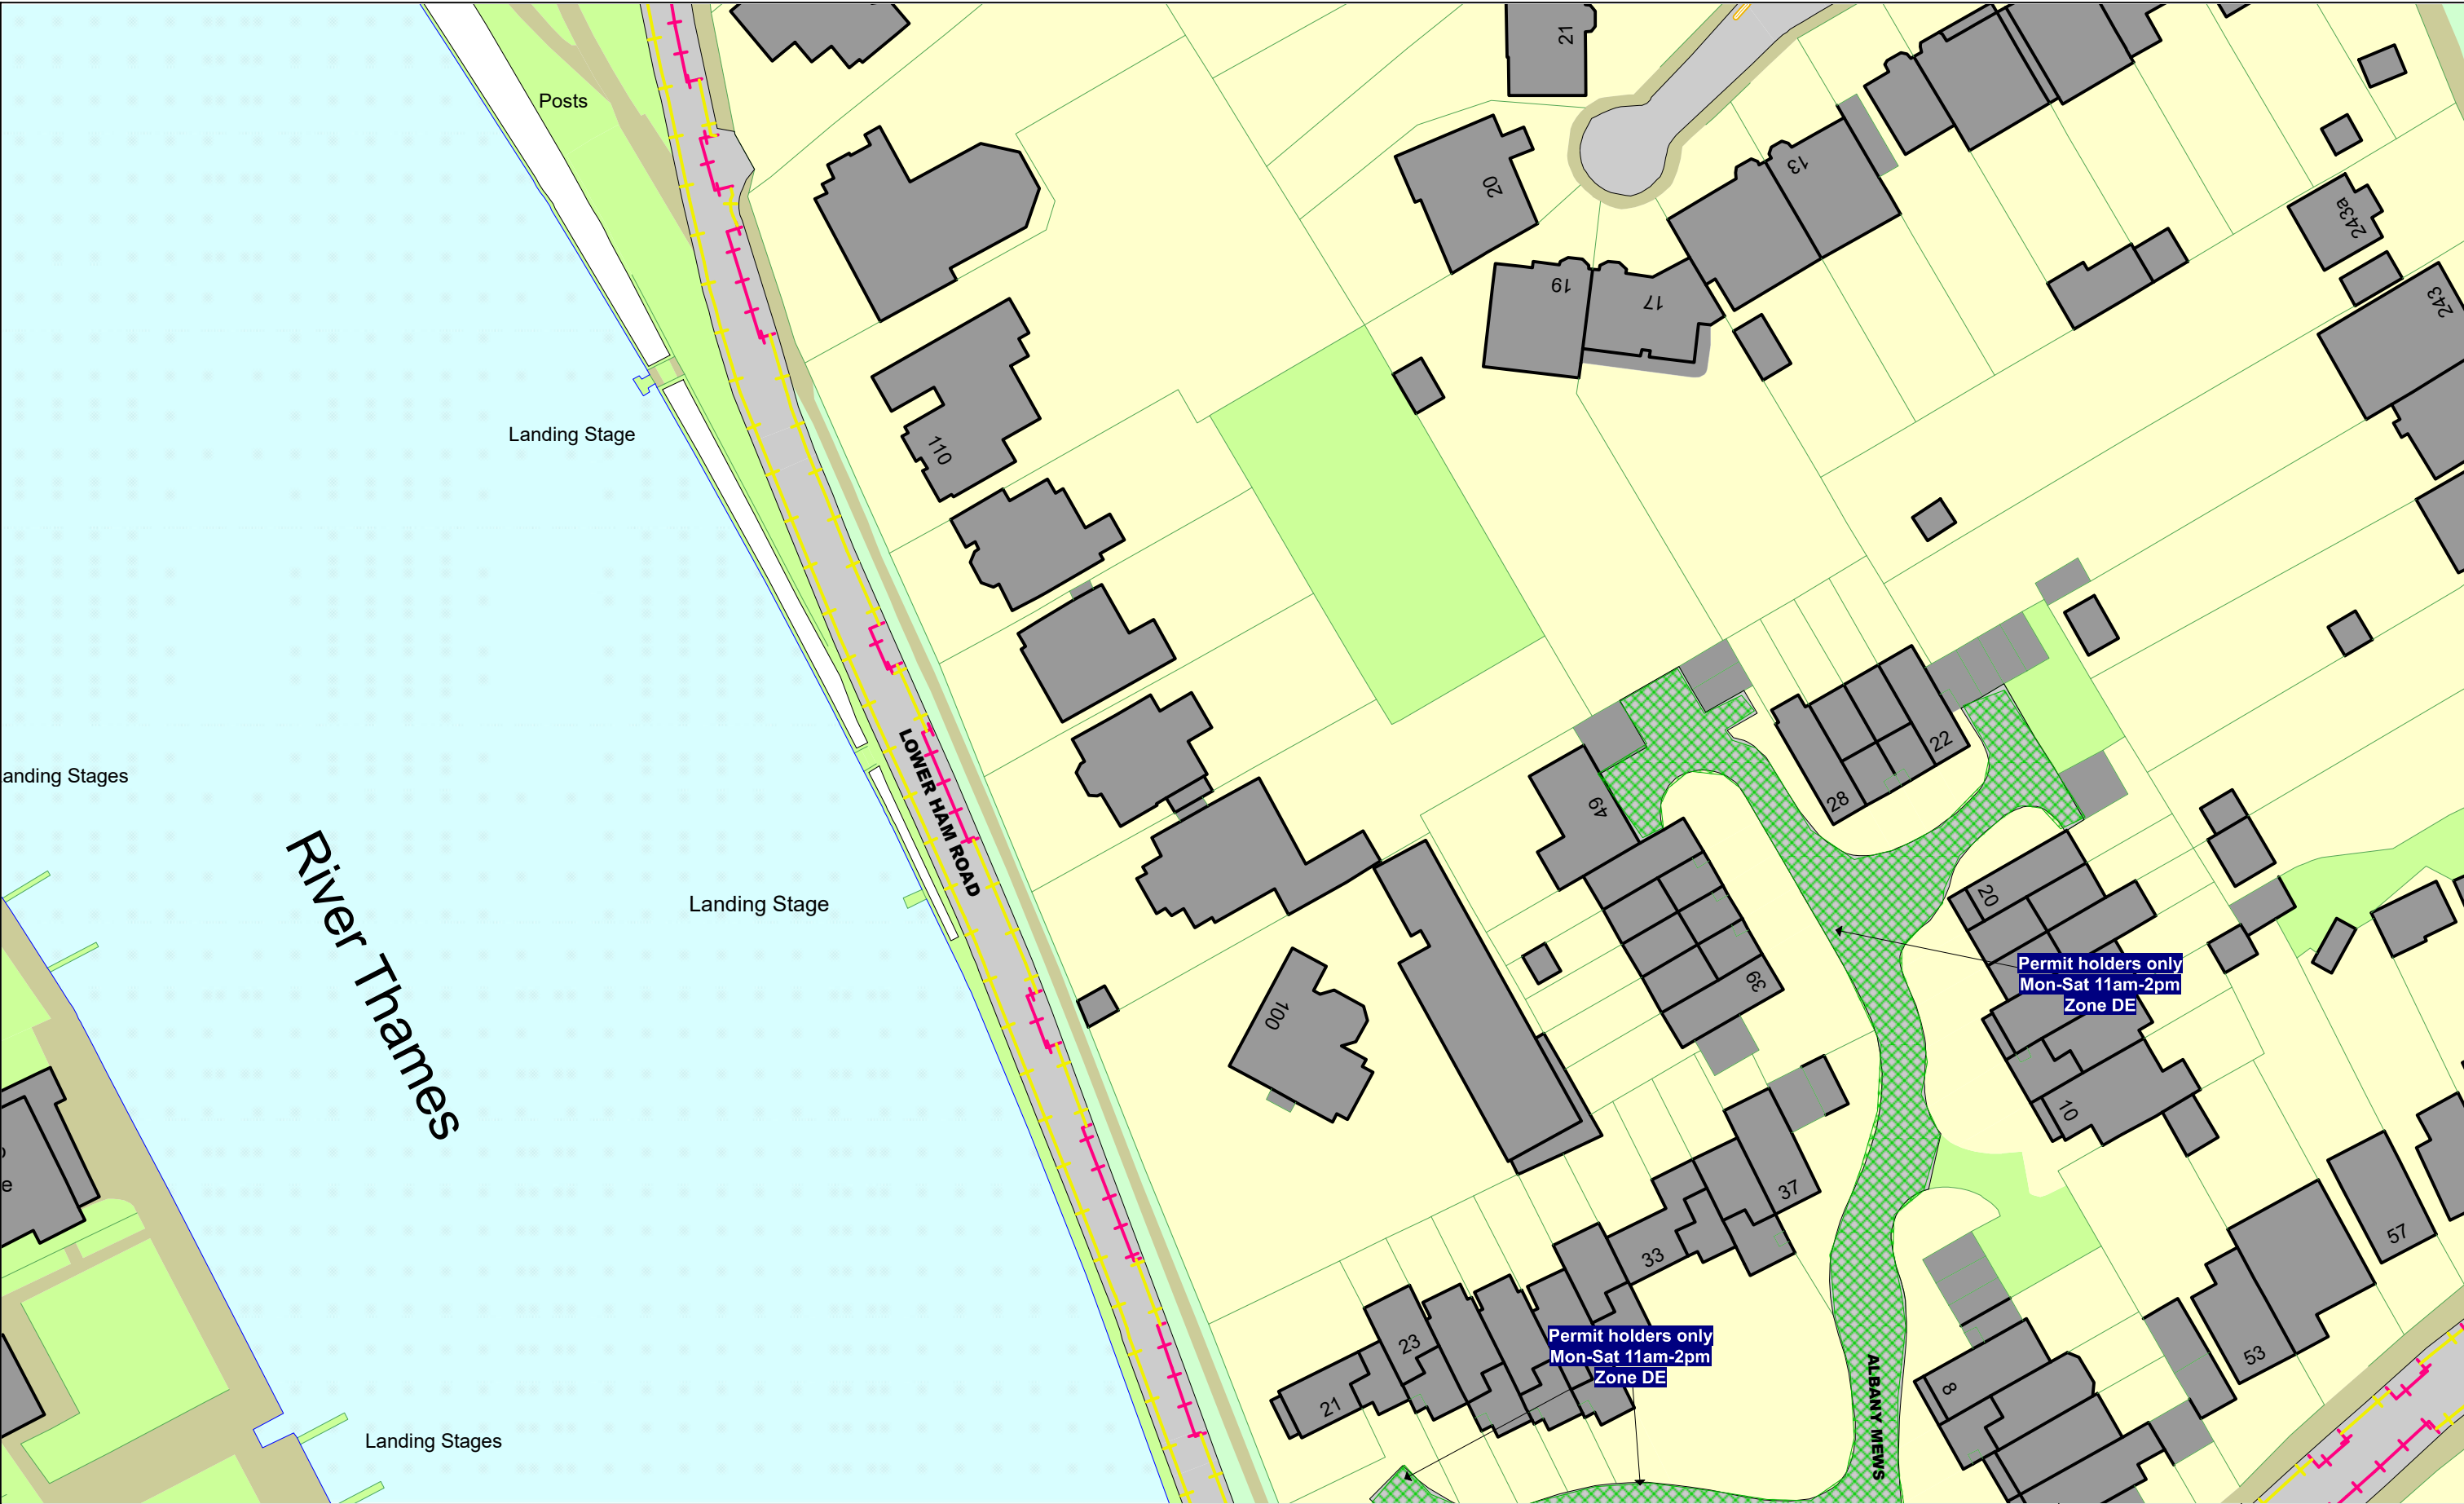 21
Posts
20
13
243a
19
17
243
Landing Stage
110
anding Stages
LOWER HAM ROAD
49
28
22
River Thames
Landing Stage
20
39
Permit holders only
Mon-Sat 11am-2pm
Zone DE
100
10
e
37
33
57
23
Permit holders only
Mon-Sat 11am-2pm
Zone DE
53
21
8
ALBANY MEWS
Landing Stages